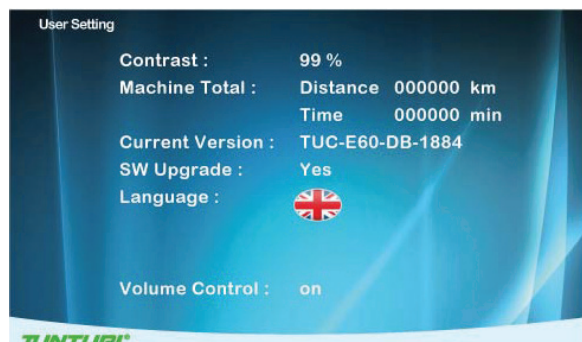 User Setting
Contrast : 99 %
Machine Total : Distance 000000 km
Time 000000 min
Current Version : TUC-E60-DB-1884
SW Upgrade : Yes
Language :
Volume Control : on
TUNTURI®